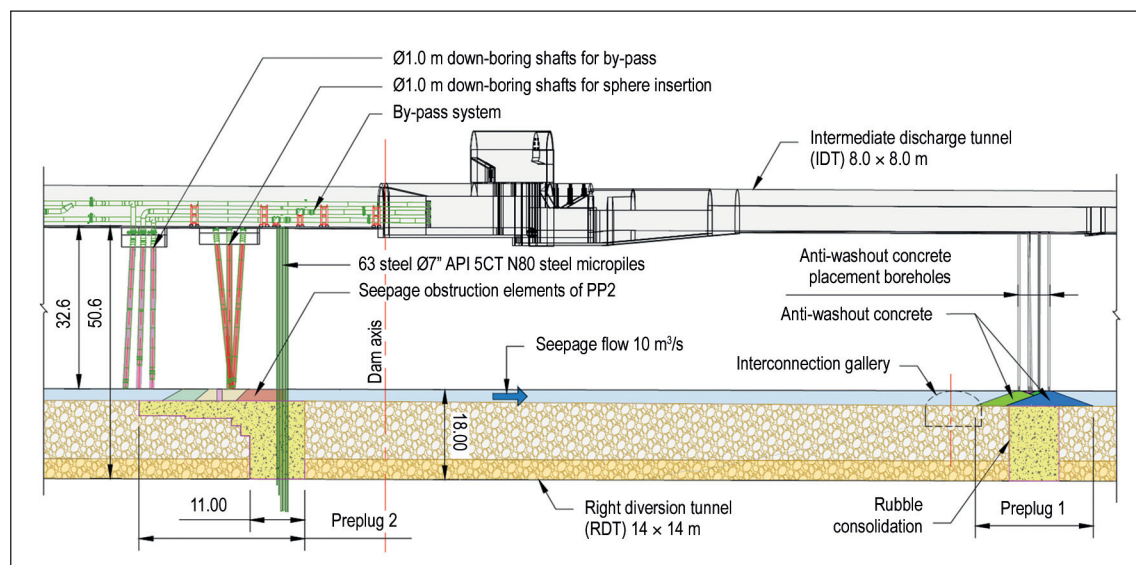 Ø1.0 m down-boring shafts for by-pass
Ø1.0 m down-boring shafts for sphere insertion
By-pass system
Intermediate discharge tunnel
(IDT) 8.0 × 8.0 m
63 steel Ø7” API 5CT N80 steel micropiles
Seepage obstruction elements of PP2
Anti-washout concrete
placement boreholes
Anti-washout concrete
32.6
50.6
Dam axis
Seepage flow 10 m³/s
Interconnection gallery
18.00
11.00
Preplug 2
Right diversion tunnel
(RDT) 14 × 14 m
Rubble
consolidation
Preplug 1